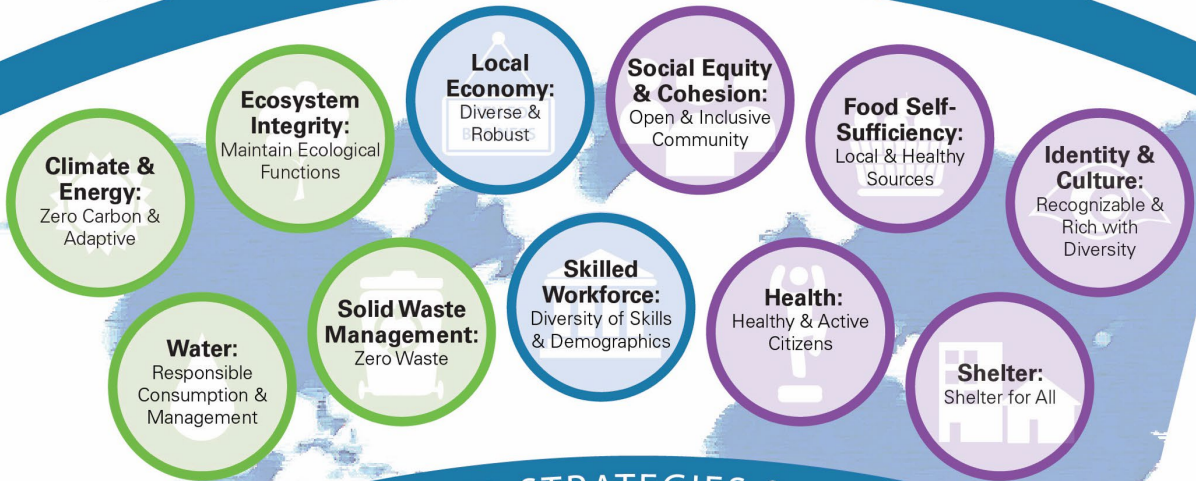 Local
Economy:
Diverse &
Robust
Social Equity
& Cohesion:
Open & Inclusive
Community
Ecosystem
Integrity:
Maintain Ecological
Functions
Food Self-
Sufficiency:
Local & Healthy
Sources
Climate &
Energy:
Zero Carbon &
Adaptive
Identity &
Culture:
Recognizable &
Rich with
Diversity
Skilled
Workforce:
Diversity of Skills
& Demographics
Solid Waste
Management:
Zero Waste
Health:
Healthy & Active
Citizens
Water:
Responsible
Consumption &
Management
Shelter:
Shelter for All
STRATEGIES